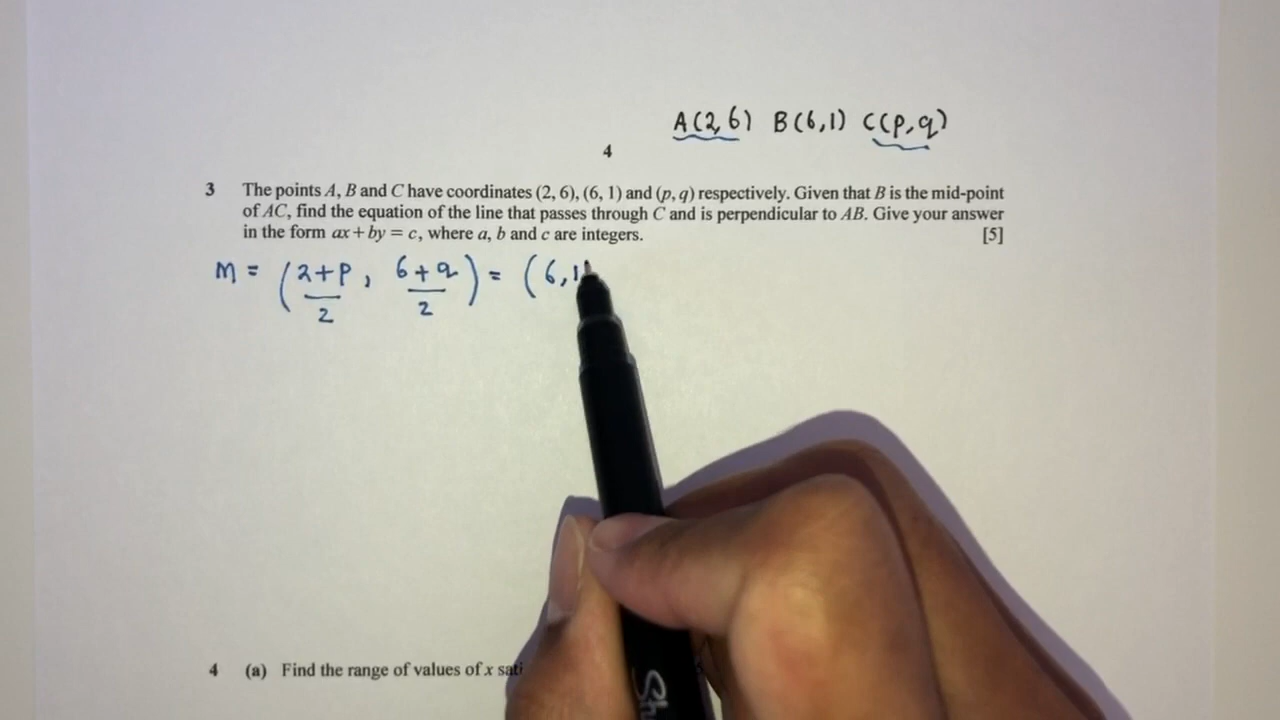 A(2,6) B(6,1) C(p,q)
4
3 The points A, B and C have coordinates (2, 6), (6, 1) and (p, q) respectively. Given that B is the mid-point
of AC, find the equation of the line that passes through C and is perpendicular to AB. Give your answer
in the form ax + by = c, where a, b and c are integers. [5]
M = (2+p/2, 6+q/2) = (6,1
4 (a) Find the range of values of x sati
Sh